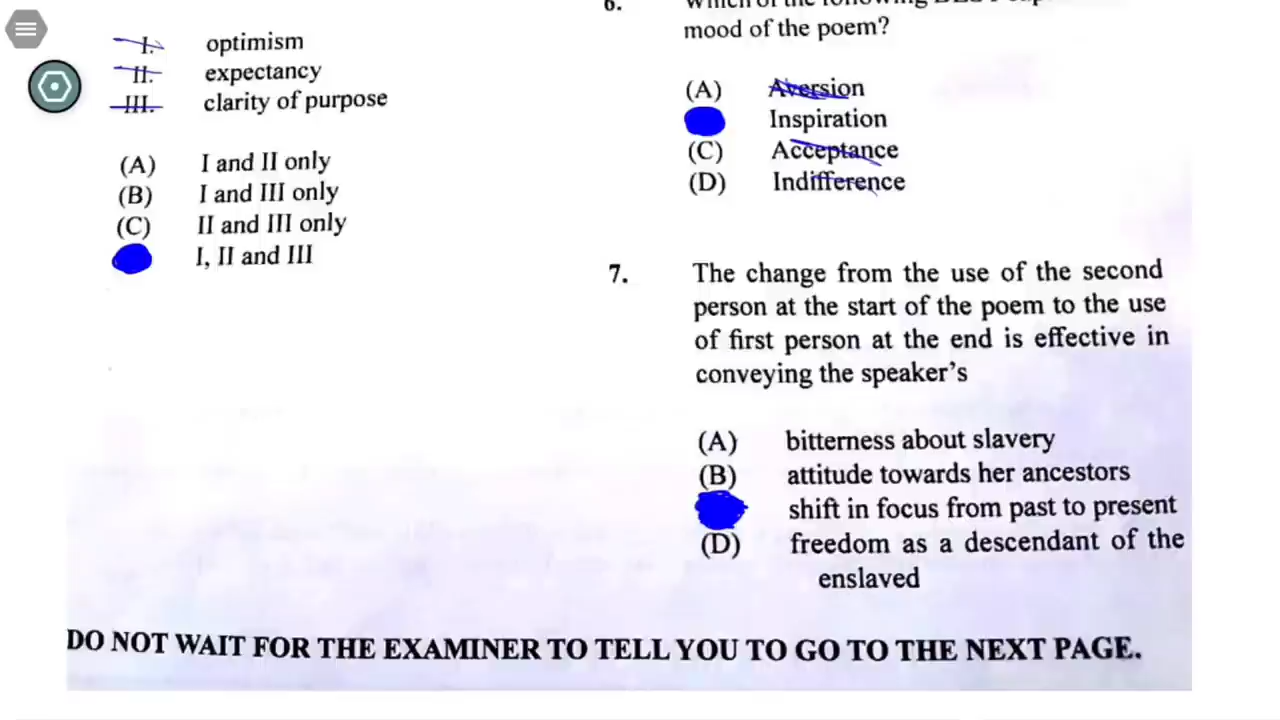 I. optimism
II. expectancy
III. clarity of purpose
(A) I and II only
(B) I and III only
(C) II and III only
I, II and III
6.
mood of the poem?
(A) Aversion
Inspiration
(C) Acceptance
(D) Indifference
7. The change from the use of the second
person at the start of the poem to the use
of first person at the end is effective in
conveying the speaker's
(A) bitterness about slavery
(B) attitude towards her ancestors
shift in focus from past to present
(D) freedom as a descendant of the
enslaved
DO NOT WAIT FOR THE EXAMINER TO TELL YOU TO GO TO THE NEXT PAGE.